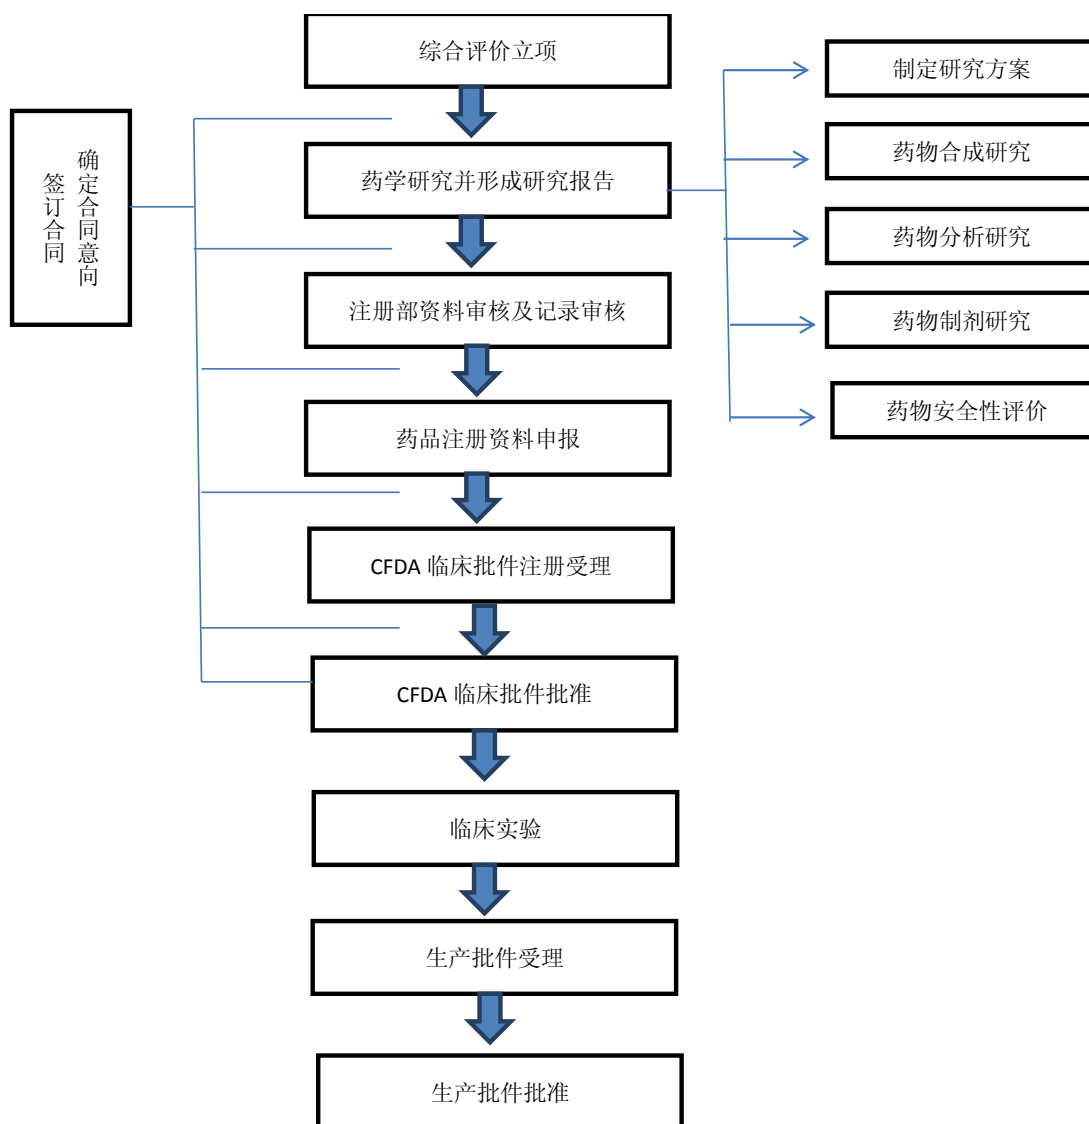 综合评价立项
制定研究方案
确定合同意向
签订合同
药物合成研究
药学研究并形成研究报告
药物分析研究
注册部资料审核及记录审核
药物制剂研究
药物安全性评价
药品注册资料申报
CFDA 临床批件注册受理
CFDA 临床批件批准
临床实验
生产批件受理
生产批件批准